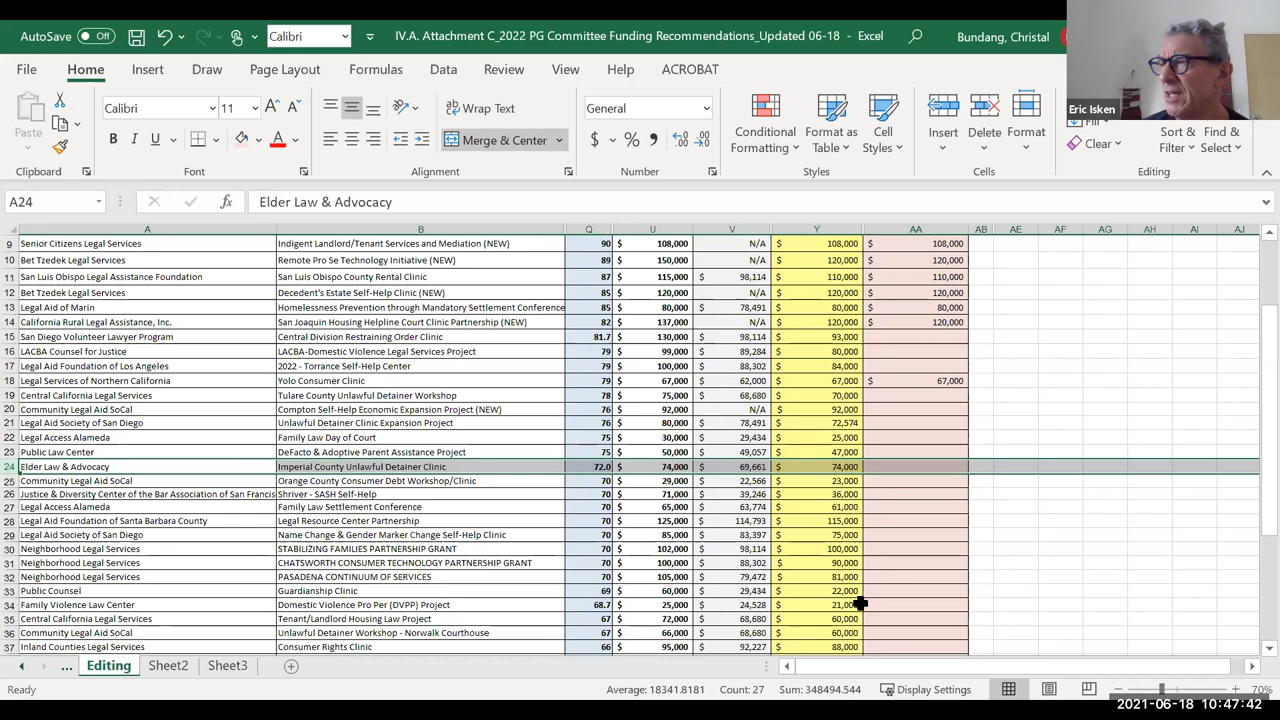 AutoSave Off Calibri IV.A. Attachment C_2022 PG Committee Funding Recommendations_Updated 06-18 - Excel Bundang, Christal
File Home Insert Draw Page Layout Formulas Data Review View Help ACROBAT
Eric Isken
Paste Calibri 11 B I U A Wrap Text Merge & Center General $ % Conditional Formatting Format as Table Cell Styles Insert Delete Format Fill Clear Sort & Filter Find & Select
Clipboard Font Alignment Number Styles Cells Editing
A24 fx Elder Law & Advocacy
A B Q U V Y AA AB AE AF AG AH AI AJ
9 Senior Citizens Legal Services Indigent Landlord/Tenant Services and Mediation (NEW) 90 $ 108,000 N/A $ 108,000 $ 108,000
10 Bet Tzedek Legal Services Remote Pro Se Technology Initiative (NEW) 89 $ 150,000 N/A $ 120,000 $ 120,000
11 San Luis Obispo Legal Assistance Foundation San Luis Obispo County Rental Clinic 87 $ 115,000 $ 98,114 $ 110,000 $ 110,000
12 Bet Tzedek Legal Services Decedent's Estate Self-Help Clinic (NEW) 85 $ 120,000 N/A $ 120,000 $ 120,000
13 Legal Aid of Marin Homelessness Prevention through Mandatory Settlement Conference 85 $ 80,000 $ 78,491 $ 80,000 $ 80,000
14 California Rural Legal Assistance, Inc. San Joaquin Housing Helpline Court Clinic Partnership (NEW) 82 $ 137,000 N/A $ 120,000 $ 120,000
15 San Diego Volunteer Lawyer Program Central Division Restraining Order Clinic 81.7 $ 130,000 $ 98,114 $ 93,000
16 LACBA Counsel for Justice LACBA-Domestic Violence Legal Services Project 79 $ 99,000 $ 89,284 $ 80,000
17 Legal Aid Foundation of Los Angeles 2022 - Torrance Self-Help Center 79 $ 100,000 $ 88,302 $ 84,000
18 Legal Services of Northern California Yolo Consumer Clinic 79 $ 67,000 $ 62,000 $ 67,000 $ 67,000
19 Central California Legal Services Tulare County Unlawful Detainer Workshop 78 $ 75,000 $ 68,680 $ 70,000
20 Community Legal Aid SoCal Compton Self-Help Economic Expansion Project (NEW) 76 $ 92,000 N/A $ 92,000
21 Legal Aid Society of San Diego Unlawful Detainer Clinic Expansion Project 76 $ 80,000 $ 78,491 $ 72,574
22 Legal Access Alameda Family Law Day of Court 75 $ 30,000 $ 29,434 $ 25,000
23 Public Law Center DeFacto & Adoptive Parent Assistance Project 75 $ 50,000 $ 49,057 $ 47,000
24 Elder Law & Advocacy Imperial County Unlawful Detainer Clinic 72.0 $ 74,000 $ 69,661 $ 74,000
25 Community Legal Aid SoCal Orange County Consumer Debt Workshop/Clinic 70 $ 29,000 $ 22,566 $ 23,000
26 Justice & Diversity Center of the Bar Association of San Francis Shriver - SASH Self-Help 70 $ 71,000 $ 39,246 $ 36,000
27 Legal Access Alameda Family Law Settlement Conference 70 $ 65,000 $ 63,774 $ 61,000
28 Legal Aid Foundation of Santa Barbara County Legal Resource Center Partnership 70 $ 125,000 $ 114,793 $ 115,000
29 Legal Aid Society of San Diego Name Change & Gender Marker Change Self-Help Clinic 70 $ 85,000 $ 83,397 $ 75,000
30 Neighborhood Legal Services STABILIZING FAMILIES PARTNERSHIP GRANT 70 $ 102,000 $ 98,114 $ 100,000
31 Neighborhood Legal Services CHATSWORTH CONSUMER TECHNOLOGY PARTNERSHIP GRANT 70 $ 100,000 $ 88,302 $ 90,000
32 Neighborhood Legal Services PASADENA CONTINUUM OF SERVICES 70 $ 105,000 $ 79,472 $ 81,000
33 Public Counsel Guardianship Clinic 69 $ 60,000 $ 29,434 $ 22,000
34 Family Violence Law Center Domestic Violence Pro Per (DVPP) Project 68.7 $ 25,000 $ 24,528 $ 21,000
35 Central California Legal Services Tenant/Landlord Housing Law Project 67 $ 72,000 $ 68,680 $ 60,000
36 Community Legal Aid SoCal Unlawful Detainer Workshop - Norwalk Courthouse 67 $ 66,000 $ 68,680 $ 60,000
37 Inland Counties Legal Services Consumer Rights Clinic 66 $ 95,000 $ 92,227 $ 88,000
... Editing Sheet2 Sheet3
Ready Average: 18341.8181 Count: 27 Sum: 348494.544 Display Settings 70%
2021-06-18 10:47:42